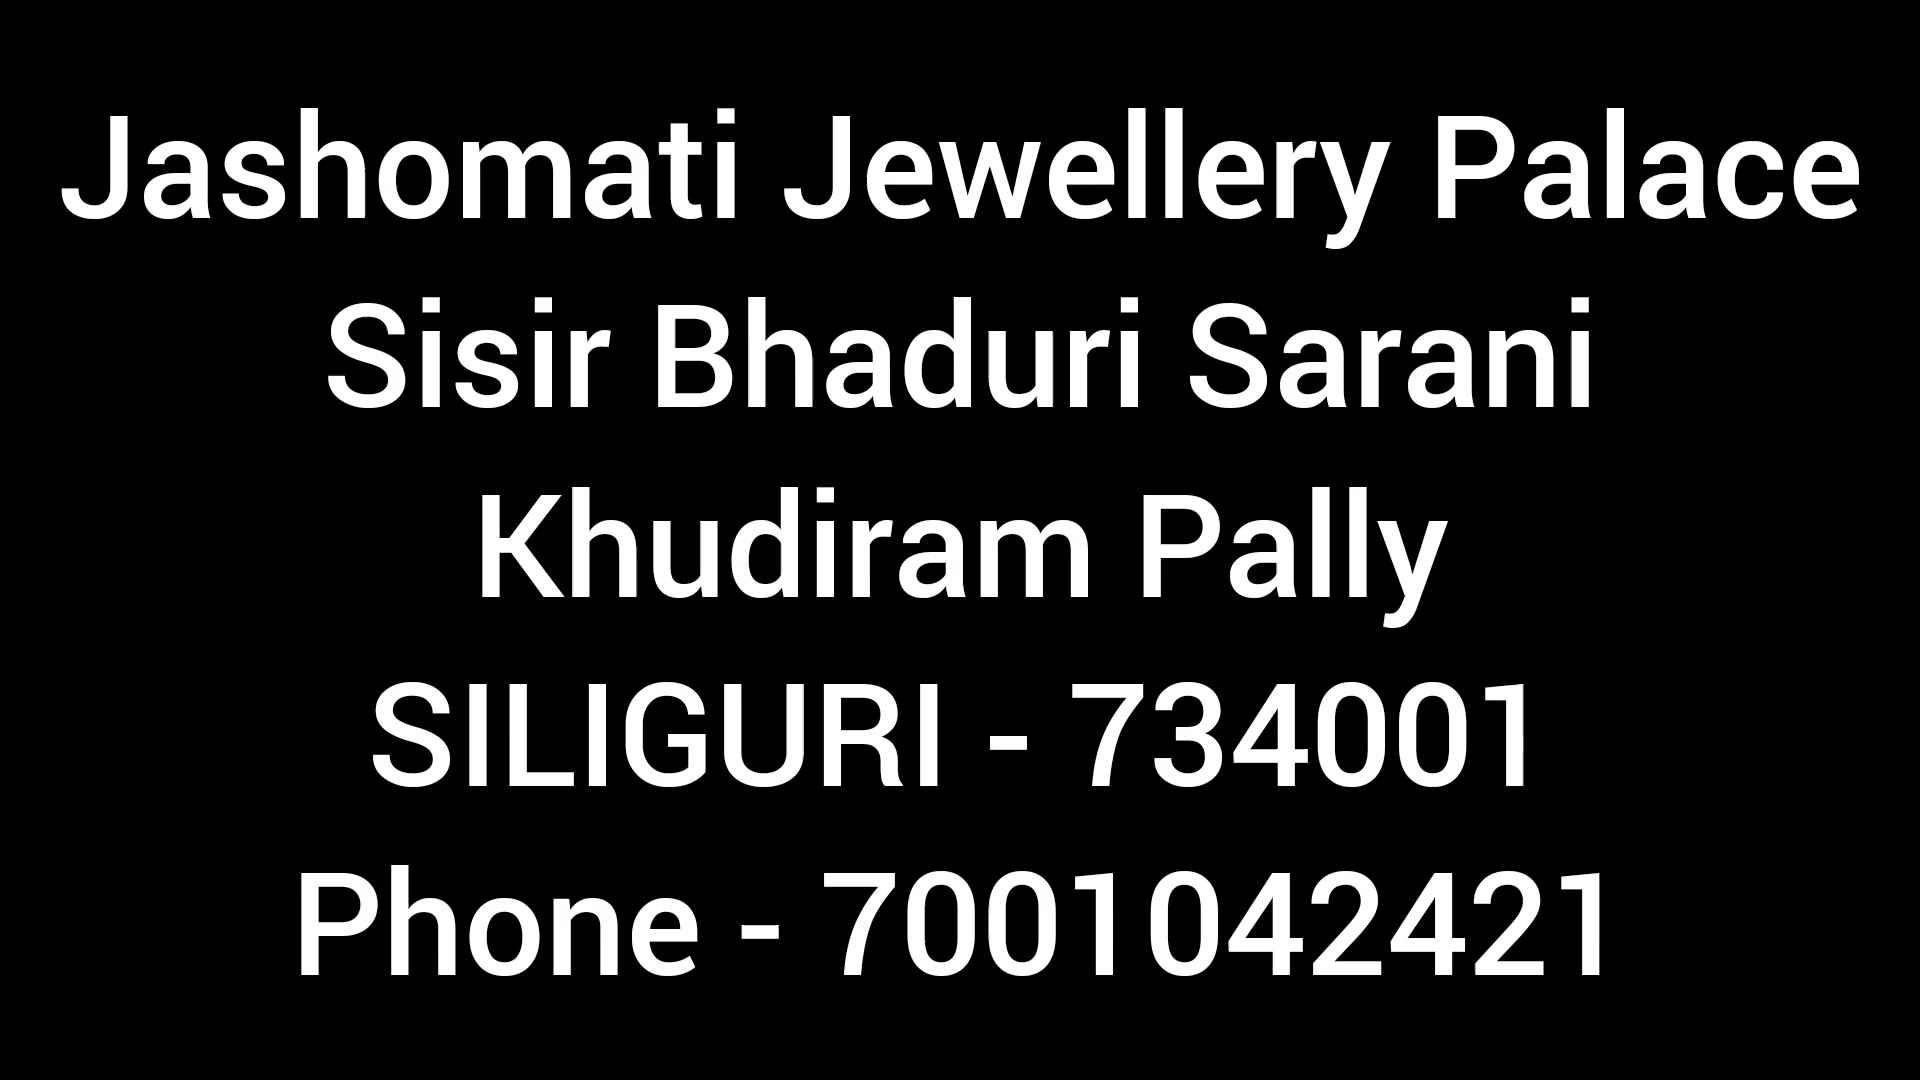 Jashomati Jewellery Palace
Sisir Bhaduri Sarani
Khudiram Pally
SILIGURI - 734001
Phone - 7001042421